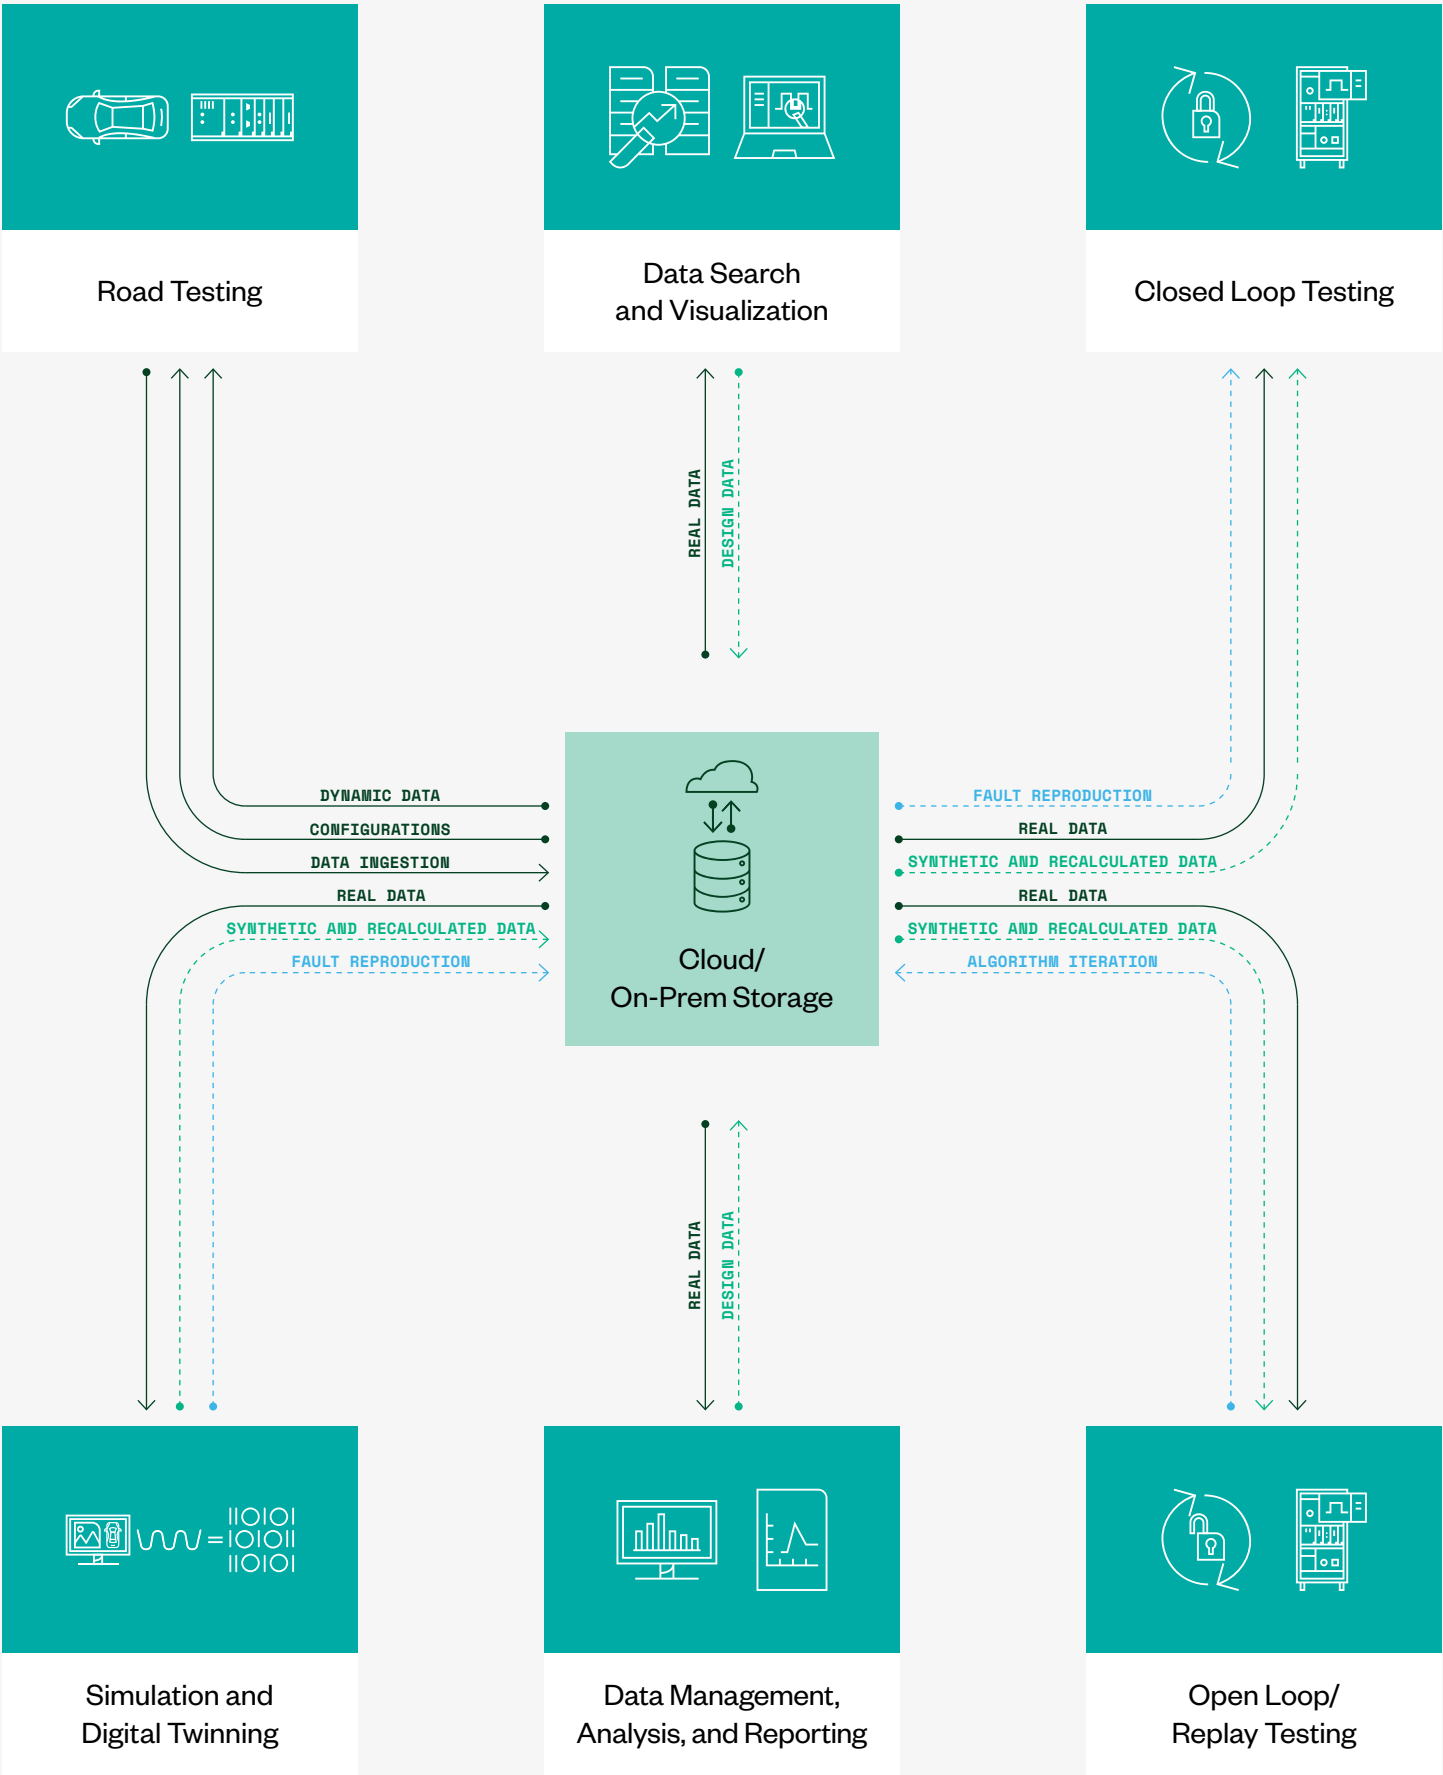 Road Testing
Data Search
and Visualization
Closed Loop Testing
REAL DATA
DESIGN DATA
DYNAMIC DATA
CONFIGURATIONS
DATA INGESTION
REAL DATA
SYNTHETIC AND RECALCULATED DATA
FAULT REPRODUCTION
Cloud/
On-Prem Storage
FAULT REPRODUCTION
REAL DATA
SYNTHETIC AND RECALCULATED DATA
REAL DATA
SYNTHETIC AND RECALCULATED DATA
ALGORITHM ITERATION
REAL DATA
DESIGN DATA
IIOIOI
IOIOII
IIOIOI
Simulation and
Digital Twinning
Data Management,
Analysis, and Reporting
Open Loop/
Replay Testing